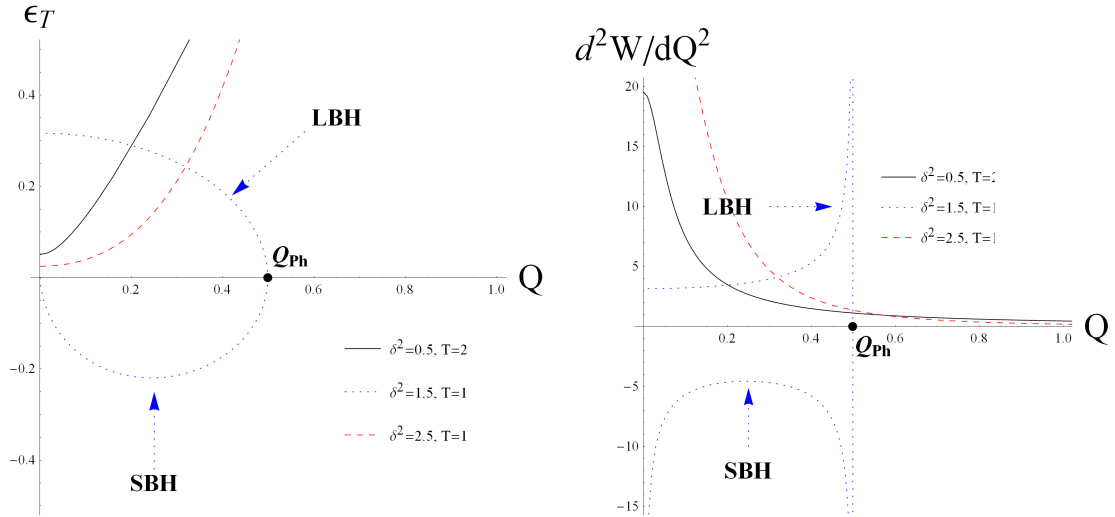 ϵT
0.4
0.2
-0.2
-0.4
0.2
0.4
0.6
0.8
1.0
Q
LBH
QPh
SBH
δ²=0.5, T=2
δ²=1.5, T=1
δ²=2.5, T=1
d²W/dQ²
20
15
10
5
-5
-10
-15
0.2
0.4
0.6
0.8
1.0
Q
LBH
QPh
SBH
δ²=0.5, T=2
δ²=1.5, T=1
δ²=2.5, T=1